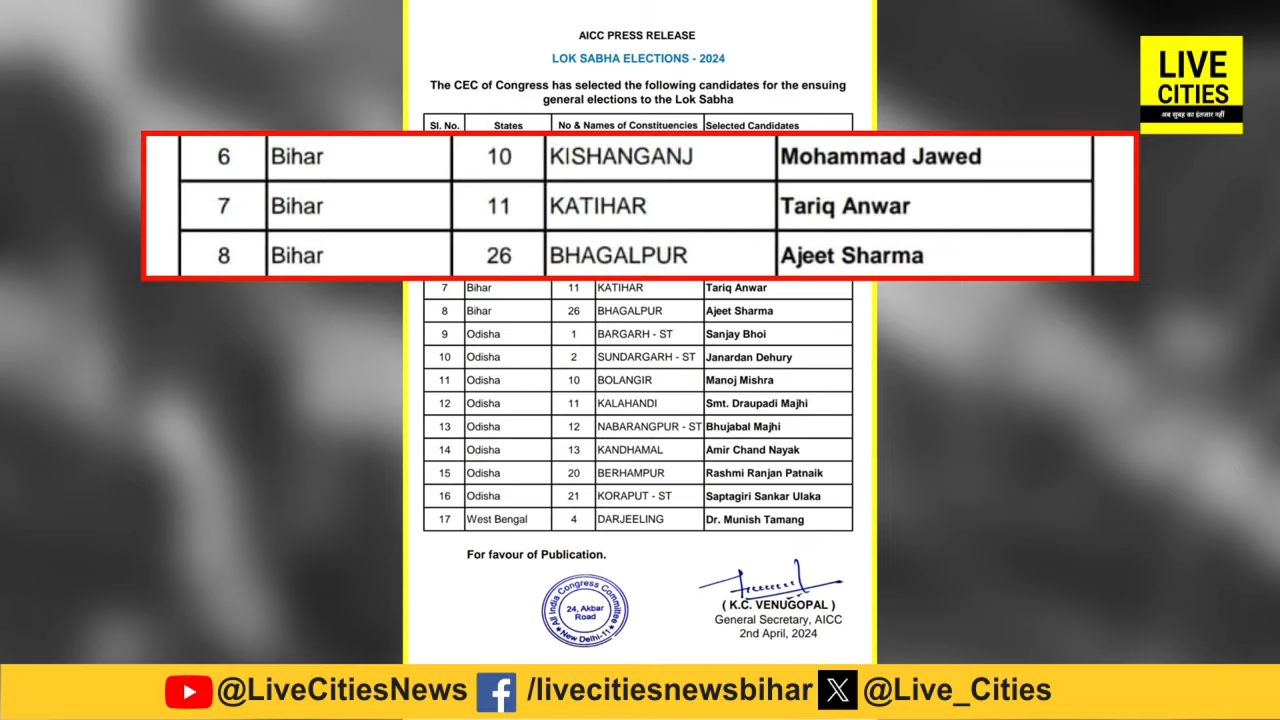 AICC PRESS RELEASE
LOK SABHA ELECTIONS - 2024
The CEC of Congress has selected the following candidates for the ensuing
general elections to the Lok Sabha
Sl. No. States No & Names of Constituencies Selected Candidates
LIVE
CITIES
अब सुबह का इंतजार नहीं
6 Bihar 10 KISHANGANJ Mohammad Jawed
7 Bihar 11 KATIHAR Tariq Anwar
8 Bihar 26 BHAGALPUR Ajeet Sharma
7 Bihar 11 KATIHAR Tariq Anwar
8 Bihar 26 BHAGALPUR Ajeet Sharma
9 Odisha 1 BARGARH - ST Sanjay Bhoi
10 Odisha 2 SUNDARGARH - ST Janardan Dehury
11 Odisha 10 BOLANGIR Manoj Mishra
12 Odisha 11 KALAHANDI Smt. Draupadi Majhi
13 Odisha 12 NABARANGPUR - ST Bhujabal Majhi
14 Odisha 13 KANDHAMAL Amir Chand Nayak
15 Odisha 20 BERHAMPUR Rashmi Ranjan Patnaik
16 Odisha 21 KORAPUT - ST Saptagiri Sankar Ulaka
17 West Bengal 4 DARJEELING Dr. Munish Tamang
For favour of Publication.
All India Congress Committee
24, Akbar
Road
New Delhi-11
( K.C. VENUGOPAL )
General Secretary, AICC
2nd April, 2024
@LiveCitiesNews /livecitiesnewsbihar @Live_Cities